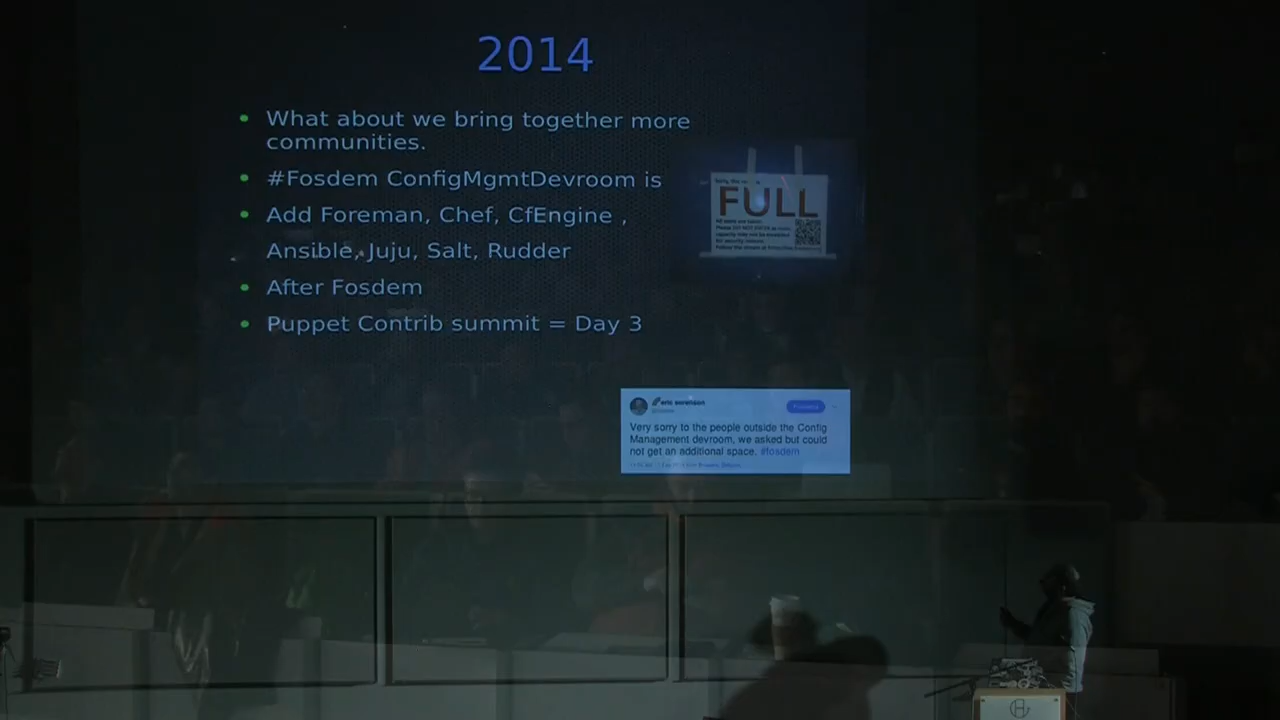 2014
What about we bring together more
communities.
#Fosdem ConfigMgmtDevroom is
FULL
Add Foreman, Chef, CfEngine ,
Ansible, Juju, Salt, Rudder
After Fosdem
Puppet Contrib summit = Day 3
eric sorenson
Very sorry to the people outside the Config
Management devroom, we asked but could
not get an additional space. #fosdem